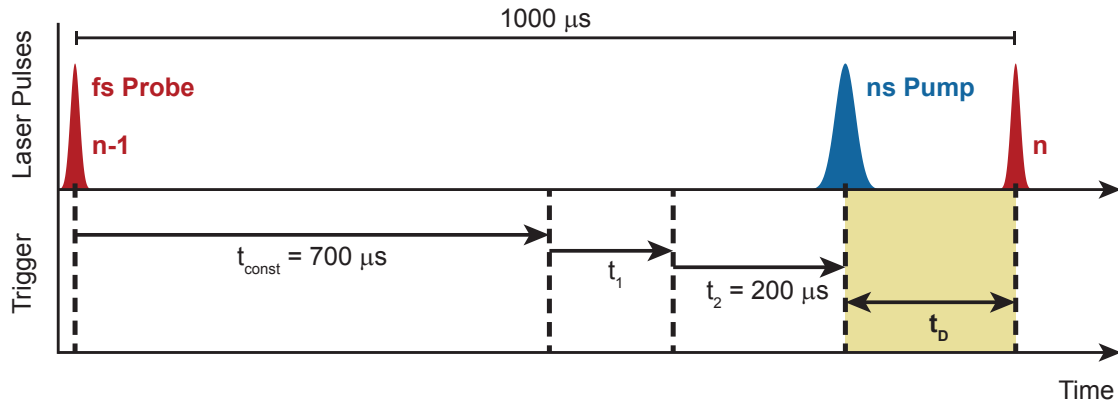 1000 μs
Laser Pulses
fs Probe
ns Pump
n-1
n
Trigger
t_const = 700 μs
t_1
t_2 = 200 μs
t_D
Time